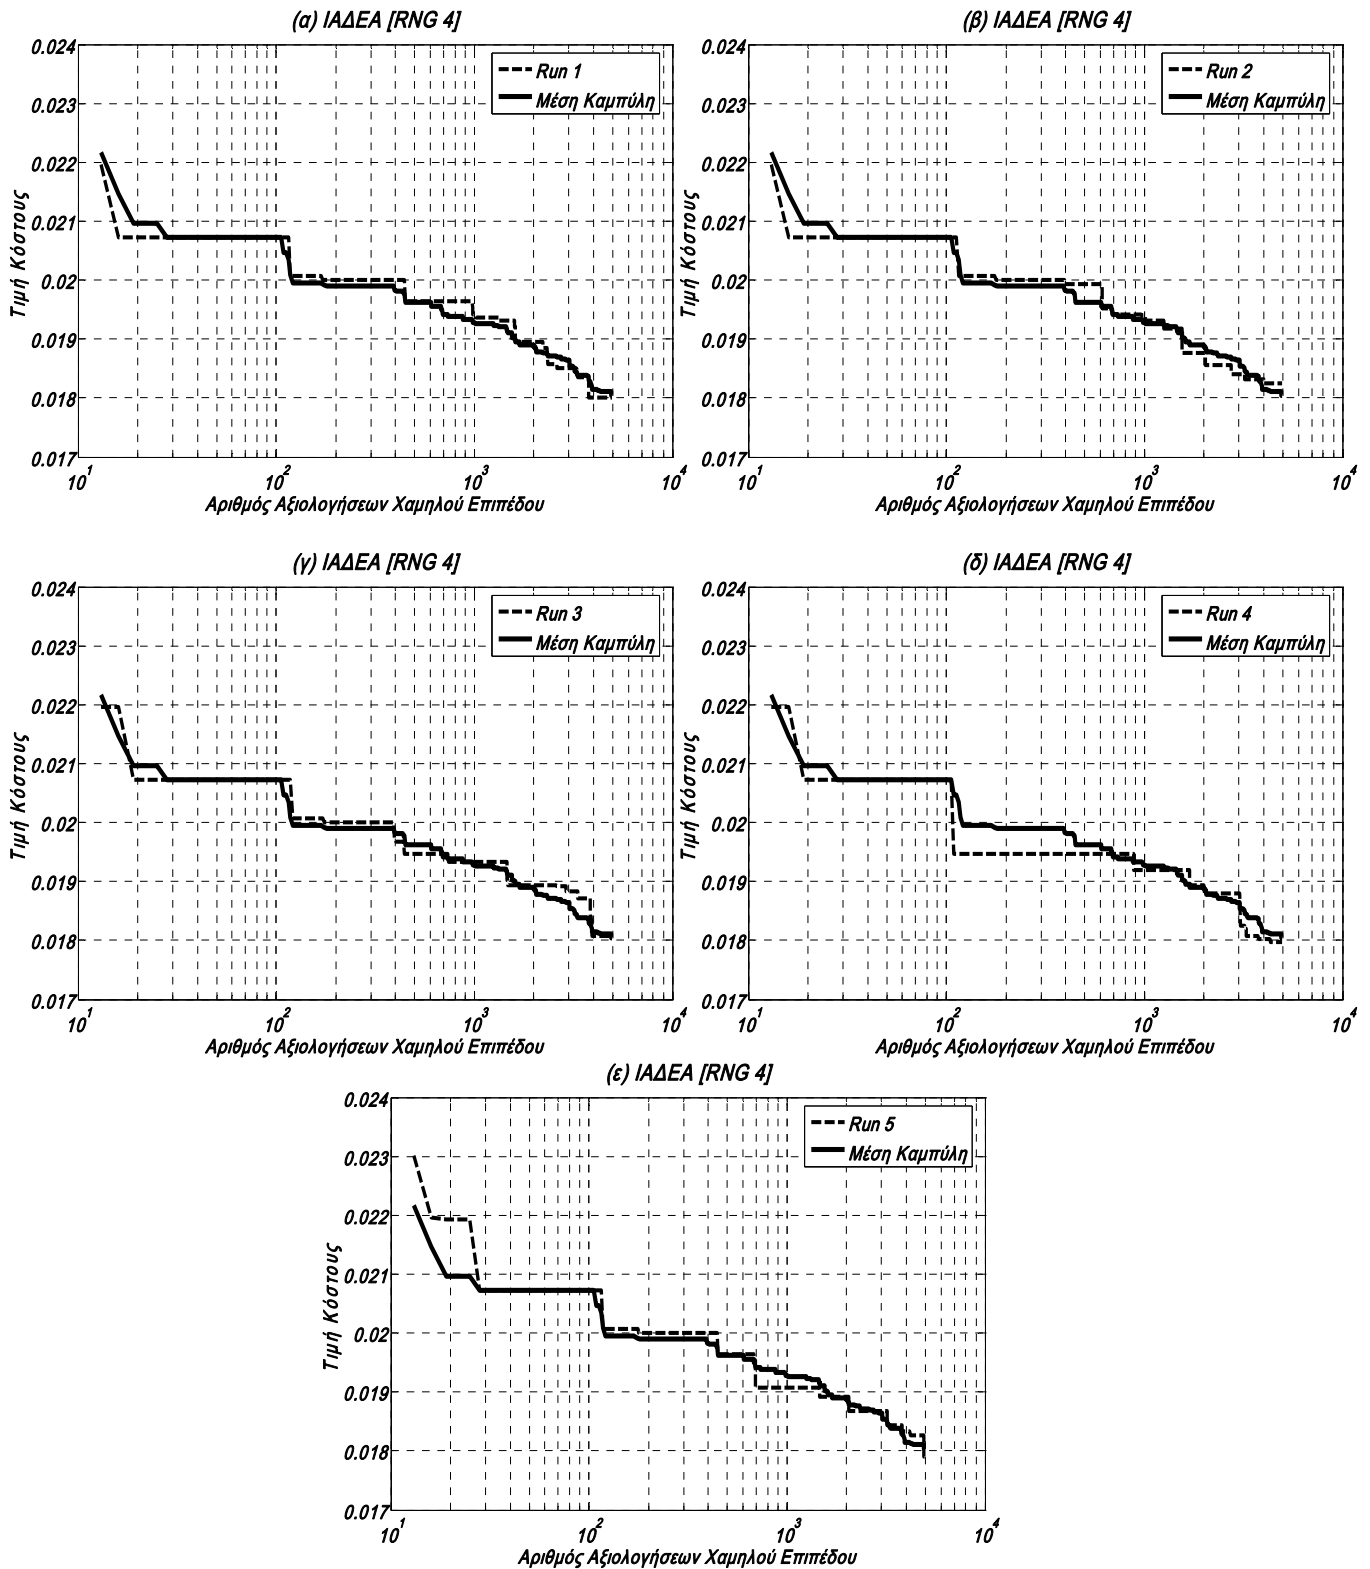 (α) ΙΑΔΕΑ [RNG 4]
0.024
0.023
0.022
0.021
0.02
0.019
0.018
0.017
Τιμή Κόστους
Run 1
Μέση Καμπύλη
10^1 10^2 10^3 10^4
Αριθμός Αξιολογήσεων Χαμηλού Επιπέδου
(β) ΙΑΔΕΑ [RNG 4]
0.024
0.023
0.022
0.021
0.02
0.019
0.018
0.017
Τιμή Κόστους
Run 2
Μέση Καμπύλη
10^1 10^2 10^3 10^4
Αριθμός Αξιολογήσεων Χαμηλού Επιπέδου
(γ) ΙΑΔΕΑ [RNG 4]
0.024
0.023
0.022
0.021
0.02
0.019
0.018
0.017
Τιμή Κόστους
Run 3
Μέση Καμπύλη
10^1 10^2 10^3 10^4
Αριθμός Αξιολογήσεων Χαμηλού Επιπέδου
(δ) ΙΑΔΕΑ [RNG 4]
0.024
0.023
0.022
0.021
0.02
0.019
0.018
0.017
Τιμή Κόστους
Run 4
Μέση Καμπύλη
10^1 10^2 10^3 10^4
Αριθμός Αξιολογήσεων Χαμηλού Επιπέδου
(ε) ΙΑΔΕΑ [RNG 4]
0.024
0.023
0.022
0.021
0.02
0.019
0.018
0.017
Τιμή Κόστους
Run 5
Μέση Καμπύλη
10^1 10^2 10^3 10^4
Αριθμός Αξιολογήσεων Χαμηλού Επιπέδου